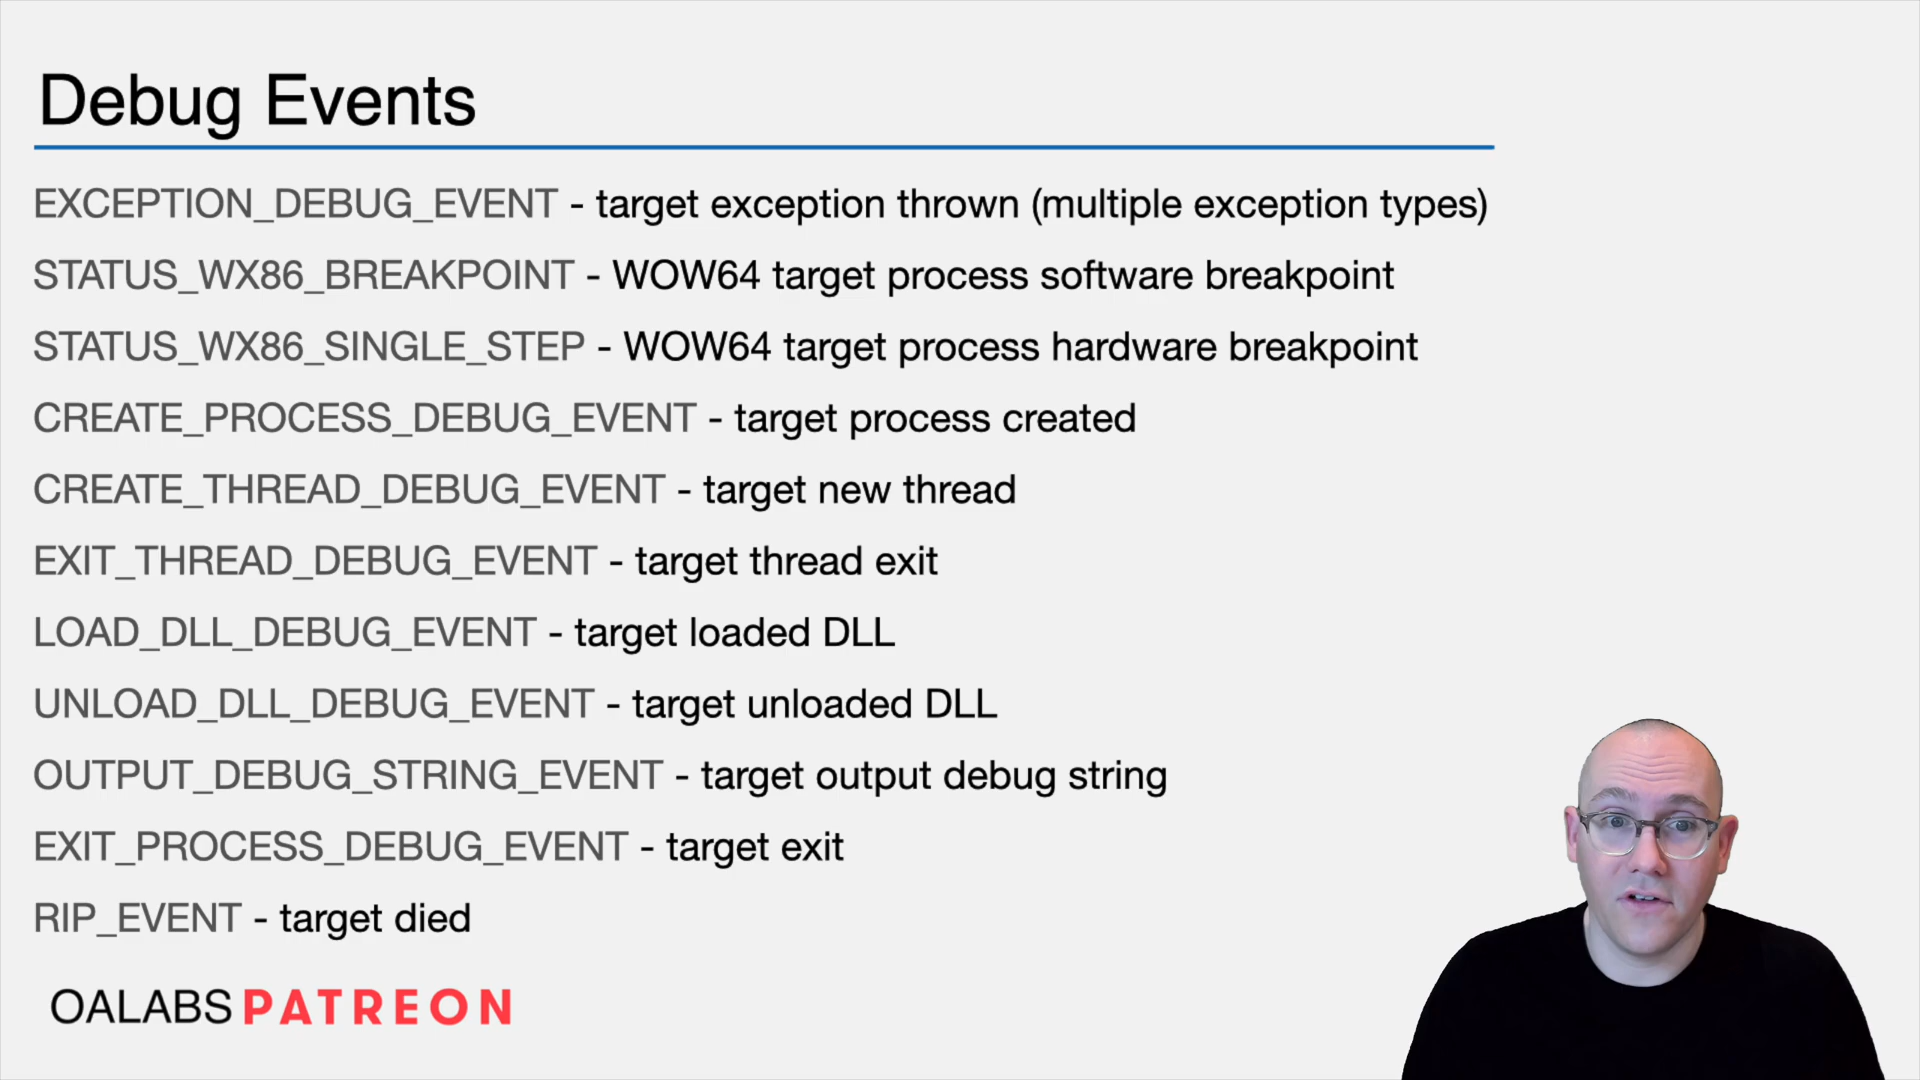 Debug Events
EXCEPTION_DEBUG_EVENT - target exception thrown (multiple exception types)
STATUS_WX86_BREAKPOINT - WOW64 target process software breakpoint
STATUS_WX86_SINGLE_STEP - WOW64 target process hardware breakpoint
CREATE_PROCESS_DEBUG_EVENT - target process created
CREATE_THREAD_DEBUG_EVENT - target new thread
EXIT_THREAD_DEBUG_EVENT - target thread exit
LOAD_DLL_DEBUG_EVENT - target loaded DLL
UNLOAD_DLL_DEBUG_EVENT - target unloaded DLL
OUTPUT_DEBUG_STRING_EVENT - target output debug string
EXIT_PROCESS_DEBUG_EVENT - target exit
RIP_EVENT - target died
OALABS PATREON